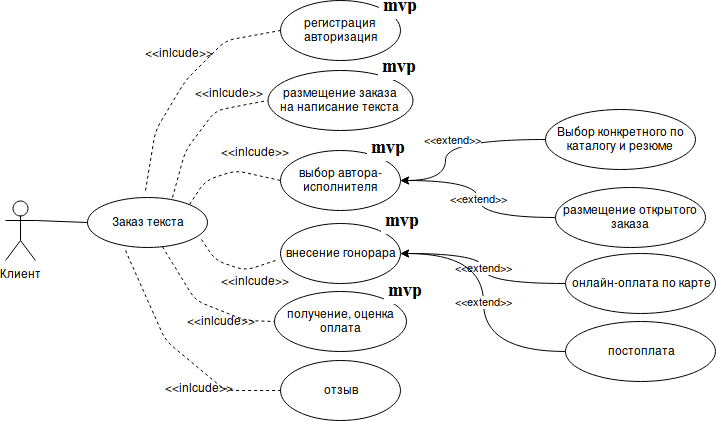 mvp
регистрация
авторизация
<<inlcude>>
mvp
размещение заказа
на написание текста
<<inlcude>>
mvp
выбор автора-
исполнителя
<<inlcude>>
<<extend>>
Выбор конкретного по
каталогу и резюме
<<extend>>
размещение открытого
заказа
Клиент
Заказ текста
mvp
внесение гонорара
<<inlcude>>
<<extend>>
онлайн-оплата по карте
<<extend>>
постоплата
mvp
получение, оценка
оплата
<<inlcude>>
<<inlcude>>
отзыв